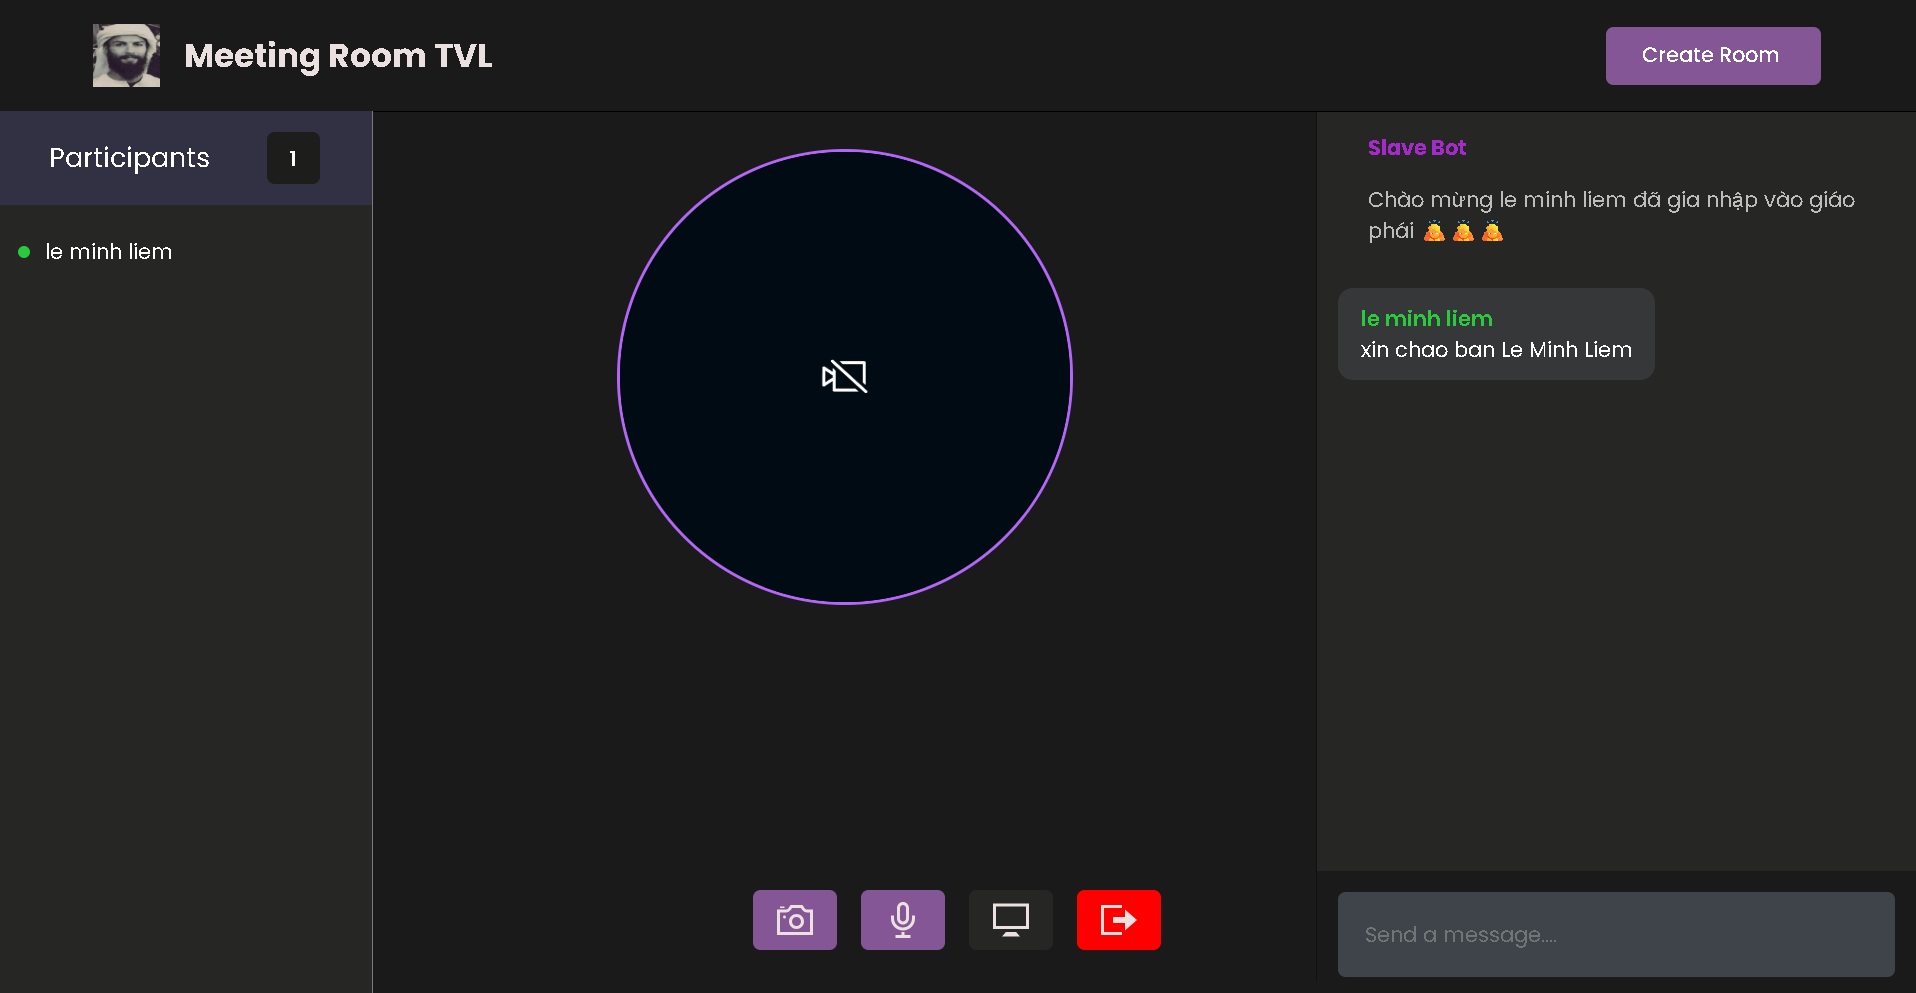 Meeting Room TVL
Create Room
Participants
1
le minh liem
Slave Bot
Chào mừng le minh liem đã gia nhập vào giáo
phái 🙇 🙇 🙇
le minh liem
xin chao ban Le Minh Liem
Send a message....